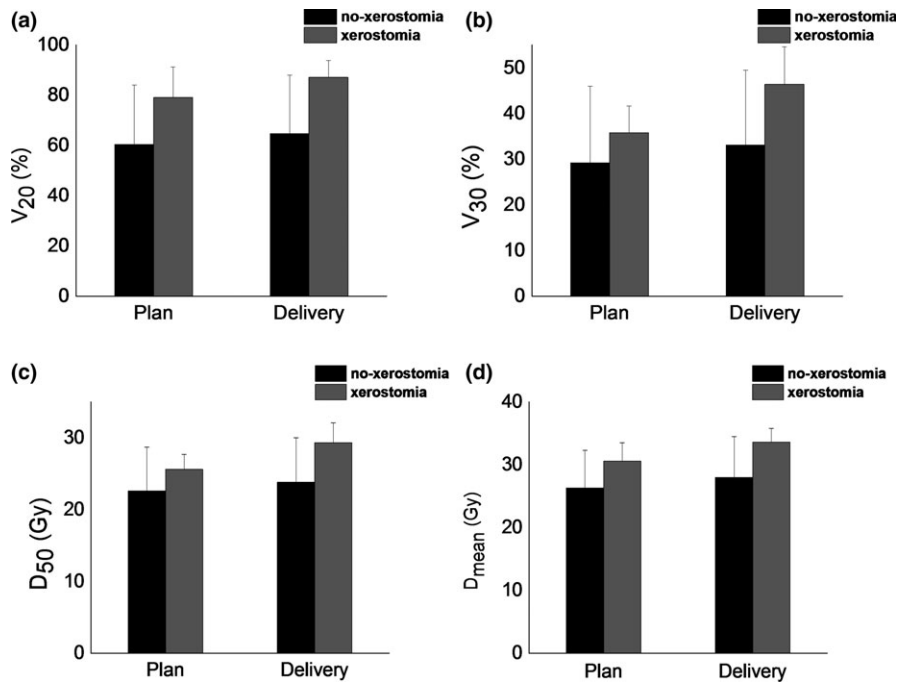 (a)
no-xerostomia
xerostomia
100
80
60
40
20
0
V20 (%)
Plan Delivery
(b)
no-xerostomia
xerostomia
50
40
30
20
10
0
V30 (%)
Plan Delivery
(c)
no-xerostomia
xerostomia
30
20
10
0
D50 (Gy)
Plan Delivery
(d)
no-xerostomia
xerostomia
40
30
20
10
0
Dmean (Gy)
Plan Delivery